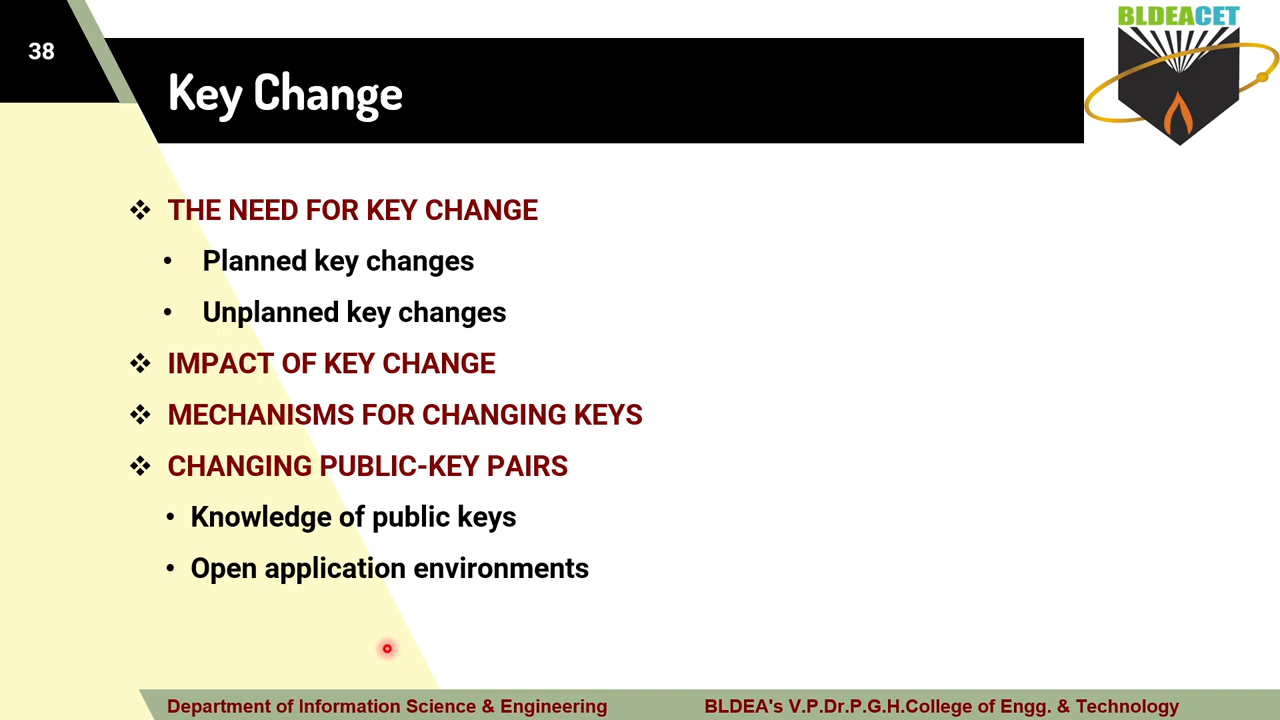 38
BLDEACET
Key Change
❖ THE NEED FOR KEY CHANGE
• Planned key changes
• Unplanned key changes
❖ IMPACT OF KEY CHANGE
❖ MECHANISMS FOR CHANGING KEYS
❖ CHANGING PUBLIC-KEY PAIRS
• Knowledge of public keys
• Open application environments
Department of Information Science & Engineering
BLDEA's V.P.Dr.P.G.H.College of Engg. & Technology